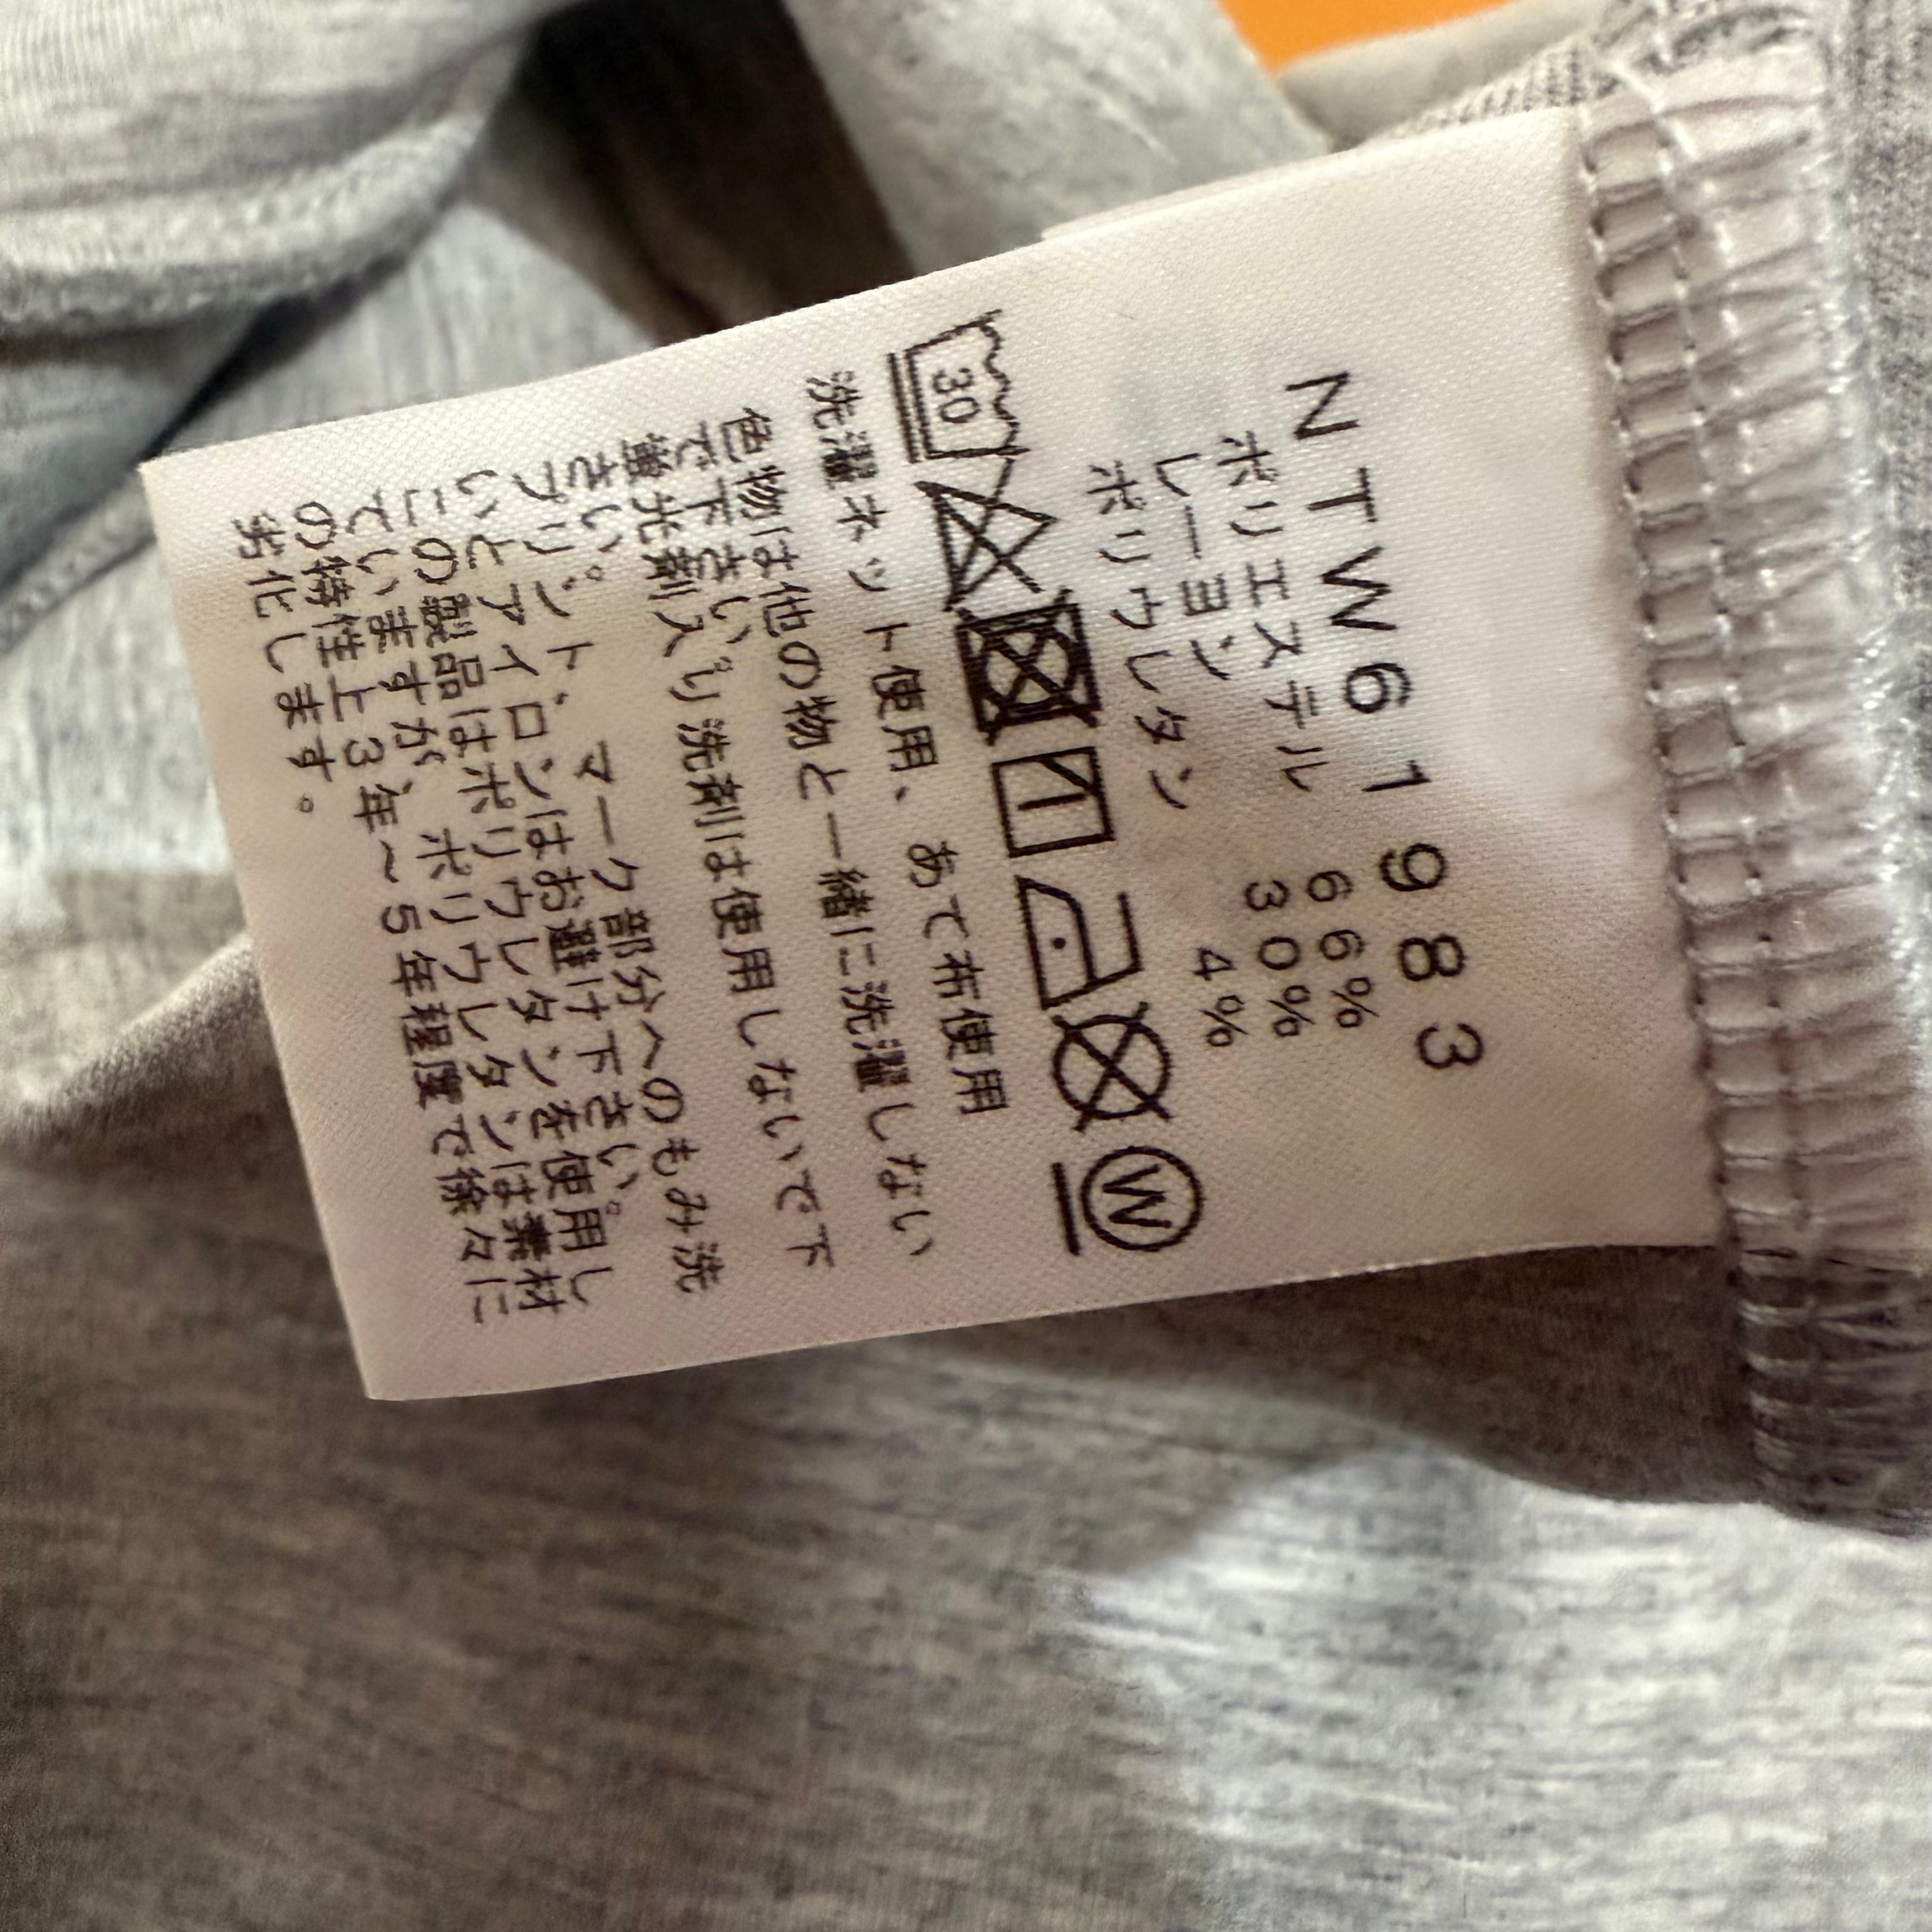 NTW61983
ポリエステル 66%
レーヨン 30%
ポリウレタン 4%
30
W
洗濯ネット使用、あて布使用
色物は他の物と一緒に洗濯しない
で下さい。
蛍光剤入り洗剤は使用しないで下
さい。
プリント、マーク部分へのもみ洗
いとアイロンはお避け下さい。
この製品はポリウレタンを使用し
ていますが、ポリウレタンは素材
の特性上3年～5年程度で徐々に
劣化します。